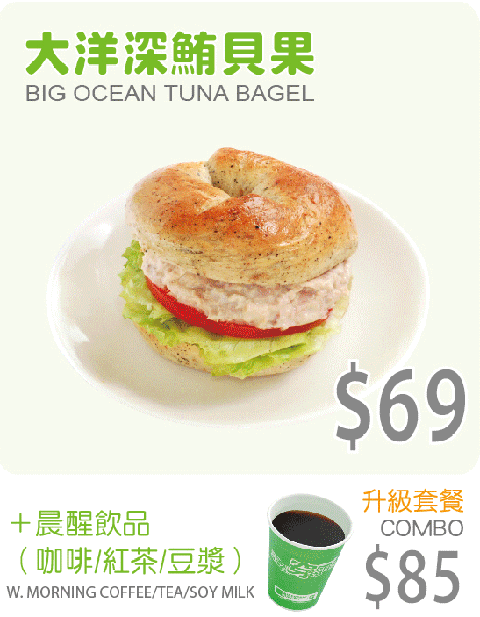 大洋深鮪貝果
BIG OCEAN TUNA BAGEL
$69
＋晨醒飲品
（咖啡/紅茶/豆漿）
W. MORNING COFFEE/TEA/SOY MILK
升級套餐
COMBO
$85